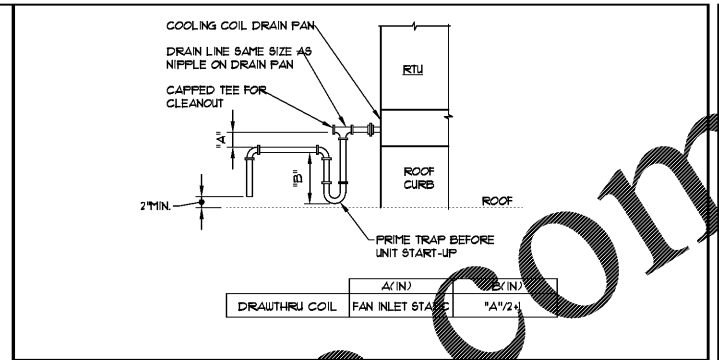 COOLING COIL DRAIN PAN
DRAIN LINE SAME SIZE AS
NIPPLE ON DRAIN PAN
CAPPED TEE FOR
CLEANOUT
RTU
"A"
"B"
ROOF
CURB
ROOF
2"MIN.
PRIME TRAP BEFORE
UNIT START-UP
A(IN) B(IN)
DRAWTHRU COIL FAN INLET STATIC "A"/2+1
com